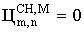 Ц^{СН,М}_{m,n} = 0